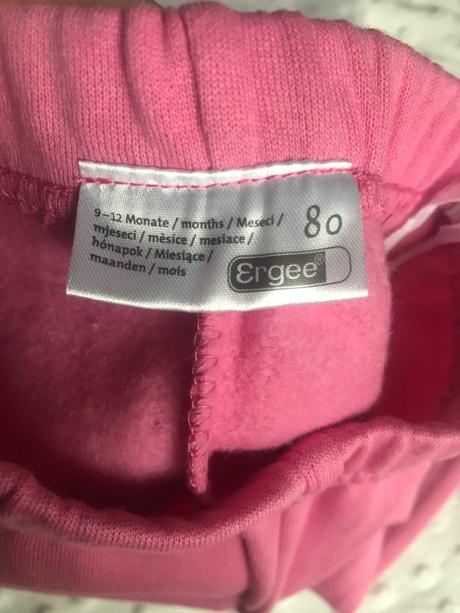 9–12 Monate / months / Meseci /
mjeseci / měsíce / mesiace /
hónapok / Miesiące /
maanden / mois
80
Ergee®